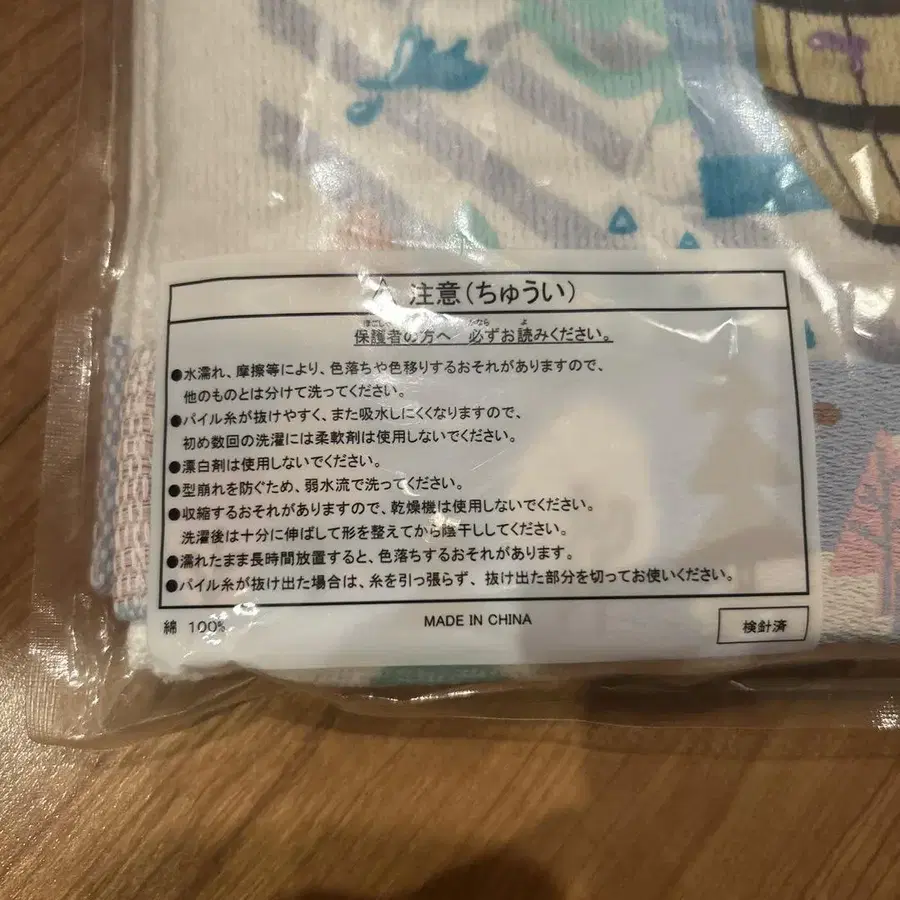 ⚠ 注意(ちゅうい)
保護者の方へ 必ずお読みください。
●水濡れ、摩擦等により、色落ちや色移りするおそれがありますので、
他のものとは分けて洗ってください。
●パイル糸が抜けやすく、また吸水しにくくなりますので、
初め数回の洗濯には柔軟剤は使用しないでください。
●漂白剤は使用しないでください。
●型崩れを防ぐため、弱水流で洗ってください。
●収縮するおそれがありますので、乾燥機は使用しないでください。
洗濯後は十分に伸ばして形を整えてから陰干ししてください。
●濡れたまま長時間放置すると、色落ちするおそれがあります。
●パイル糸が抜け出た場合は、糸を引っ張らず、抜け出た部分を切ってお使いください。
綿 100%
MADE IN CHINA
検針済